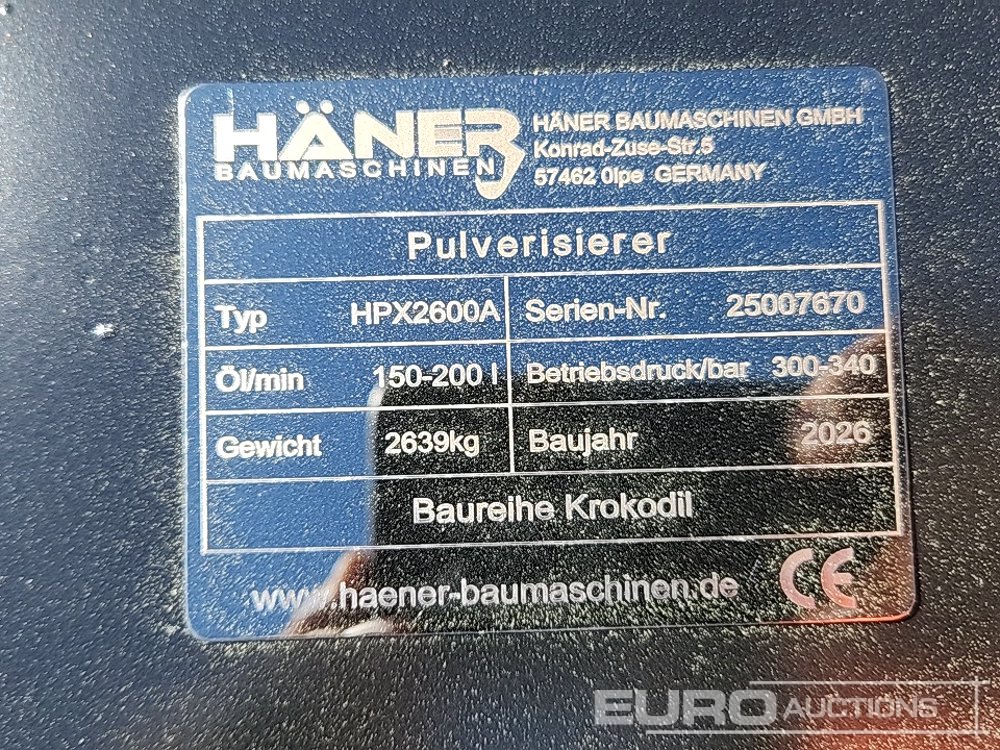 HÄNER
BAUMASCHINEN
HÄNER BAUMASCHINEN GMBH
Konrad-Zuse-Str.5
57462 Olpe GERMANY
Pulverisierer
Typ HPX2600A Serien-Nr. 25007670
Öl/min 150-200 l Betriebsdruck/bar 300-340
Gewicht 2639kg Baujahr 2026
Baureihe Krokodil
www.haener-baumaschinen.de CE
EURO AUCTIONS